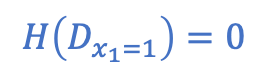 H(D_{x_1=1}) = 0